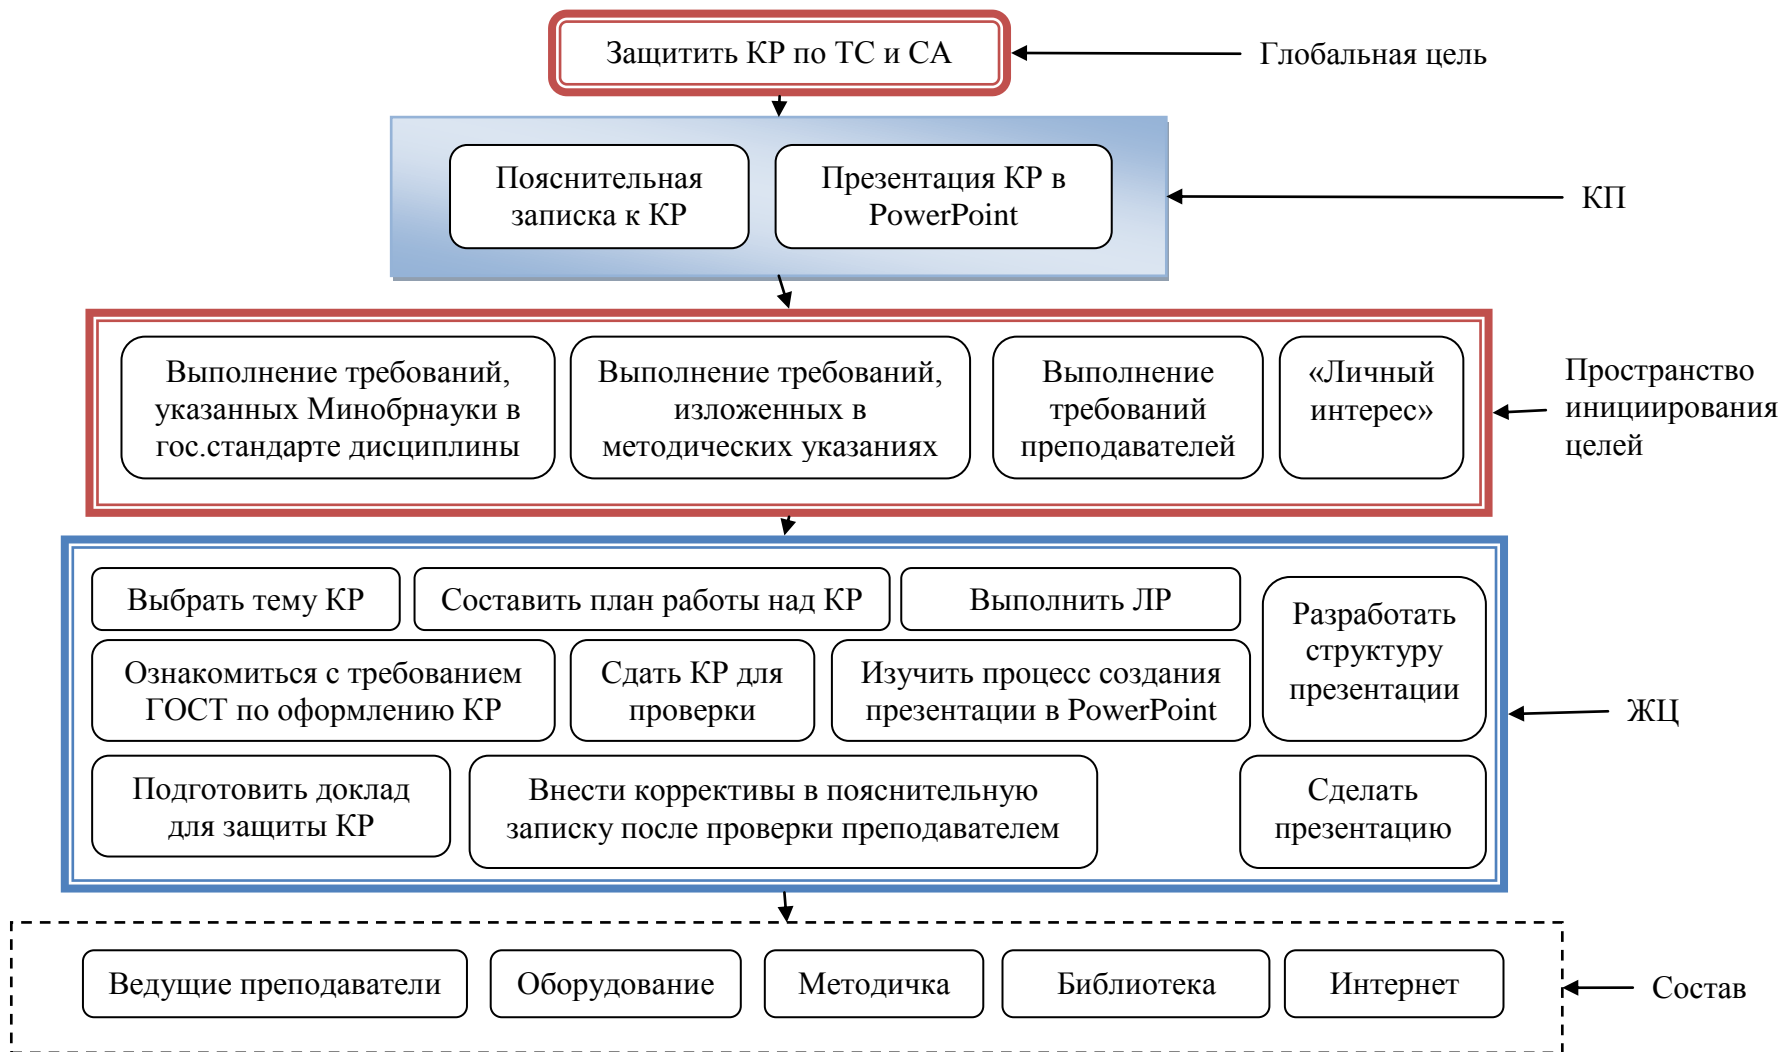 Защитить КР по ТС и СА
Глобальная цель
Пояснительная
записка к КР
Презентация КР в
PowerPoint
КП
Выполнение требований,
указанных Минобрнауки в
гос.стандарте дисциплины
Выполнение требований,
изложенных в
методических указаниях
Выполнение
требований
преподавателей
«Личный
интерес»
Пространство
инициирования
целей
Выбрать тему КР
Составить план работы над КР
Выполнить ЛР
Разработать
структуру
презентации
Ознакомиться с требованием
ГОСТ по оформлению КР
Сдать КР для
проверки
Изучить процесс создания
презентации в PowerPoint
ЖЦ
Подготовить доклад
для защиты КР
Внести коррективы в пояснительную
записку после проверки преподавателем
Сделать
презентацию
Ведущие преподаватели
Оборудование
Методичка
Библиотека
Интернет
Состав